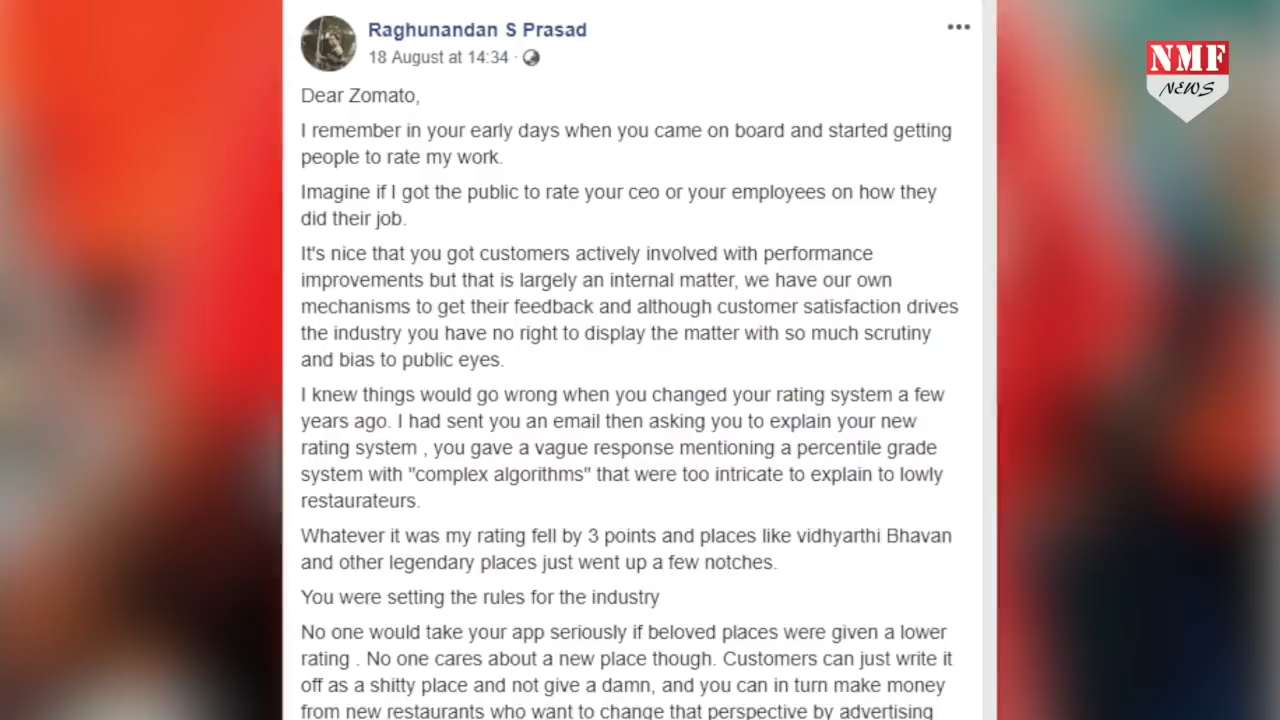 Raghunandan S Prasad
18 August at 14:34 ·
NMF
NEWS
Dear Zomato,
I remember in your early days when you came on board and started getting
people to rate my work.
Imagine if I got the public to rate your ceo or your employees on how they
did their job.
It's nice that you got customers actively involved with performance
improvements but that is largely an internal matter, we have our own
mechanisms to get their feedback and although customer satisfaction drives
the industry you have no right to display the matter with so much scrutiny
and bias to public eyes.
I knew things would go wrong when you changed your rating system a few
years ago. I had sent you an email then asking you to explain your new
rating system , you gave a vague response mentioning a percentile grade
system with "complex algorithms" that were too intricate to explain to lowly
restaurateurs.
Whatever it was my rating fell by 3 points and places like vidhyarthi Bhavan
and other legendary places just went up a few notches.
You were setting the rules for the industry
No one would take your app seriously if beloved places were given a lower
rating . No one cares about a new place though. Customers can just write it
off as a shitty place and not give a damn, and you can in turn make money
from new restaurants who want to change that perspective by advertising